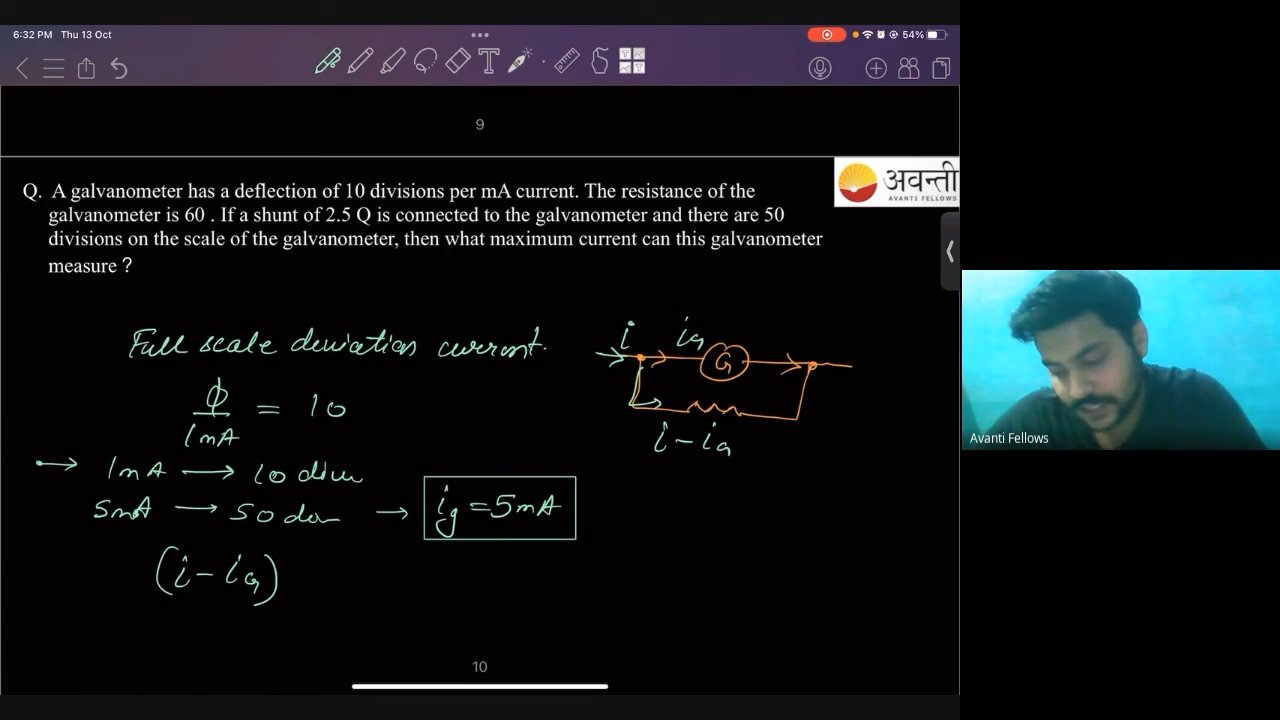 6:32 PM Thu 13 Oct
54%
9
Q. A galvanometer has a deflection of 10 divisions per mA current. The resistance of the
galvanometer is 60 . If a shunt of 2.5 Q is connected to the galvanometer and there are 50
divisions on the scale of the galvanometer, then what maximum current can this galvanometer
measure ?
अवन्ती
AVANTI FELLOWS
Full scale deviation current.
i iG
G
i - iG
ϕ/1mA = 10
1mA → 10 divn
5mA → 50 → ig = 5mA
(i - iG)
10
Avanti Fellows